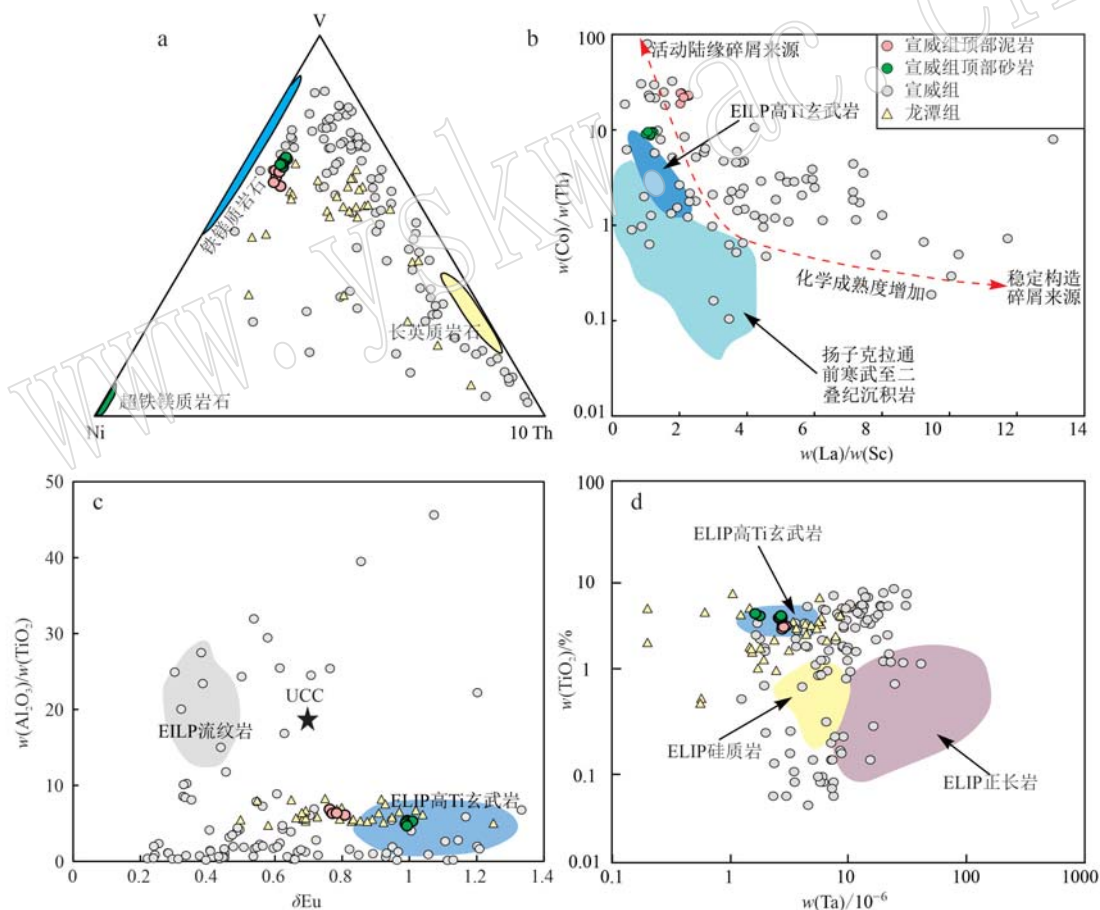 a
V
铁镁质岩石
长英质岩石
超铁镁质岩石
Ni
10 Th
b
100
10
1
0.1
0.01
w(Co)/w(Th)
活动陆缘碎屑来源
EILP高Ti玄武岩
宣威组顶部泥岩
宣威组顶部砂岩
宣威组
龙潭组
化学成熟度增加
稳定构造
碎屑来源
扬子克拉通
前寒武至二
叠纪沉积岩
0 2 4 6 8 10 12 14
w(La)/w(Sc)
c
50
40
30
20
10
0
w(Al₂O₃)/w(TiO₂)
UCC
EILP流纹岩
ELIP高Ti玄武岩
0 0.2 0.4 0.6 0.8 1 1.2 1.4
δEu
d
100
10
1
0.1
0.01
w(TiO₂)/%
ELIP高Ti玄武岩
ELIP硅质岩
ELIP正长岩
0.1 1 10 100 1000
w(Ta)/10⁻⁶
www.yskw.ac.cn